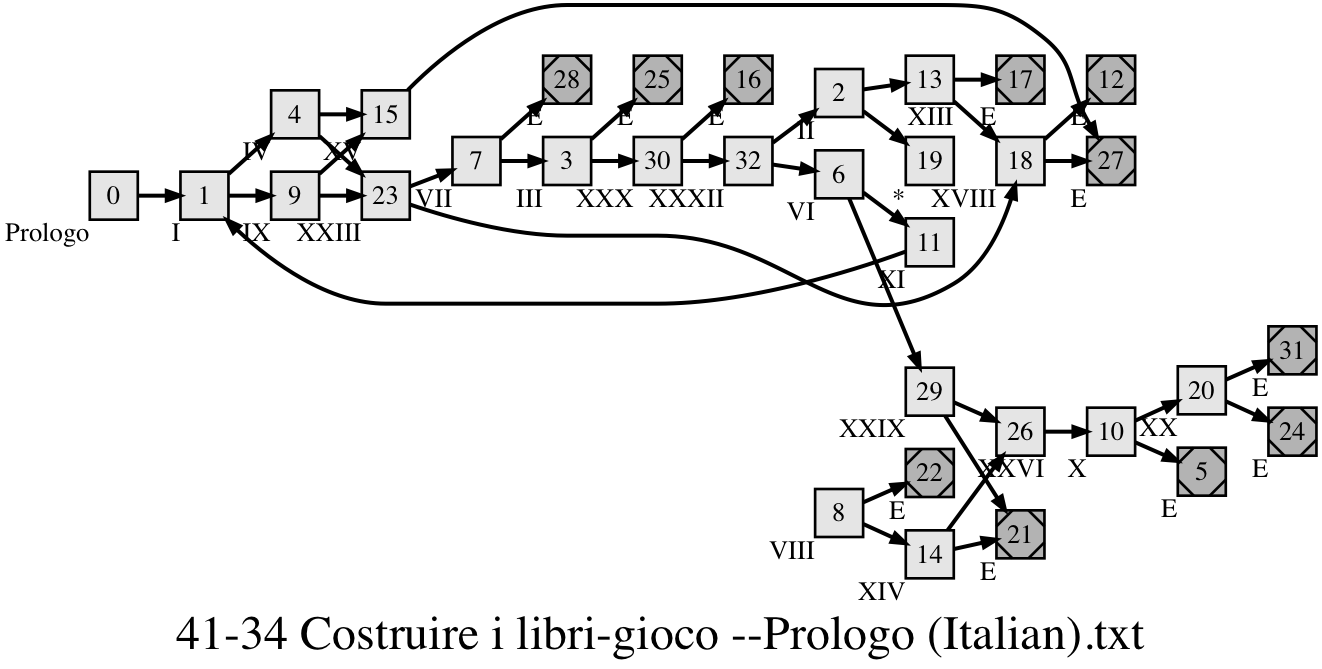 28 25 16 13 17 12
E E E XIII E E
4 15 2
IV XV II
0 1 9 23 7 3 30 32 6 19 18 27
Prologo I IX XXIII VII III XXX XXXII VI * XVIII E
11
XI
29 26 10 20 31
XXIX XXVI X XX E
24
E
5
E
22
E
8
VIII
14 21
XIV E
41-34 Costruire i libri-gioco --Prologo (Italian).txt